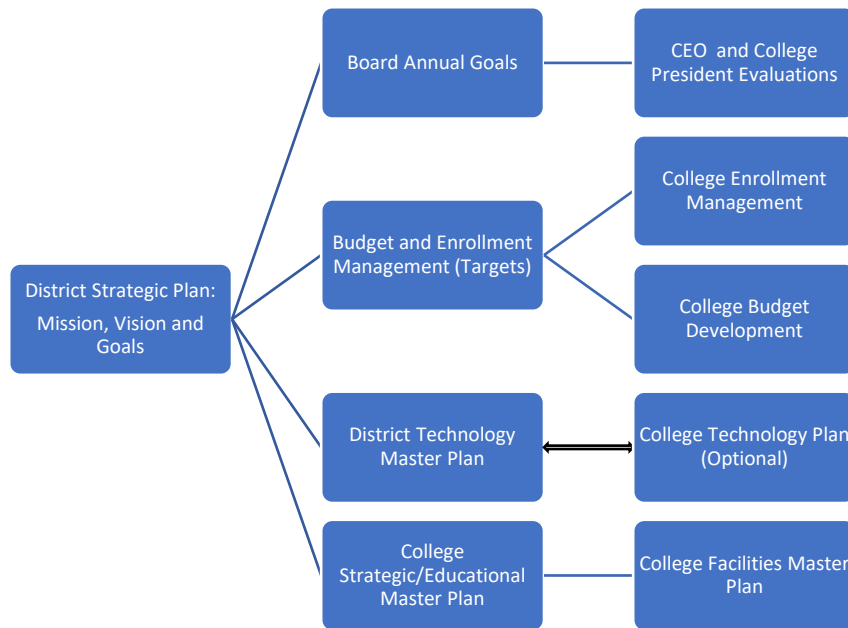 Board Annual Goals
CEO and College
President Evaluations
College Enrollment
Management
Budget and Enrollment
Management (Targets)
District Strategic Plan:
Mission, Vision and
Goals
College Budget
Development
District Technology
Master Plan
College Technology Plan
(Optional)
College
Strategic/Educational
Master Plan
College Facilities Master
Plan